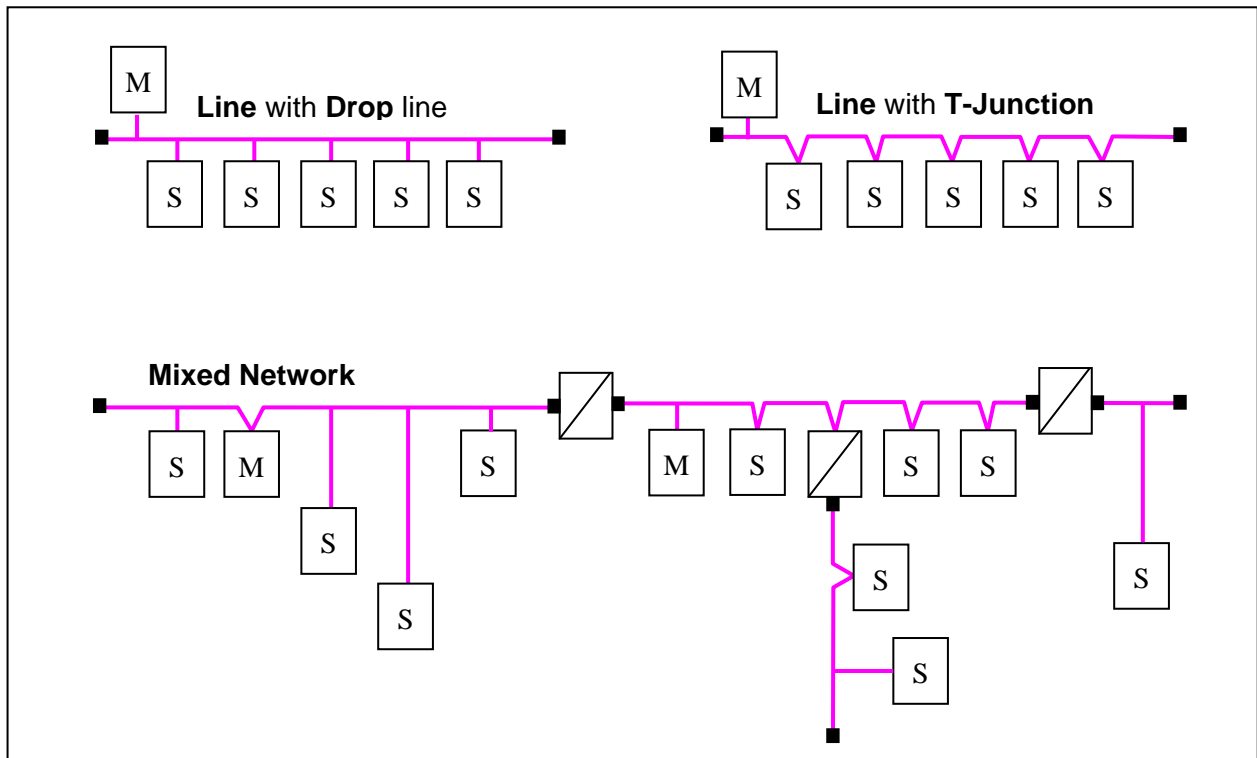 M
Line with Drop line
S S S S S
M
Line with T-Junction
S S S S S
Mixed Network
S M S S S
M S S S
S
S
S